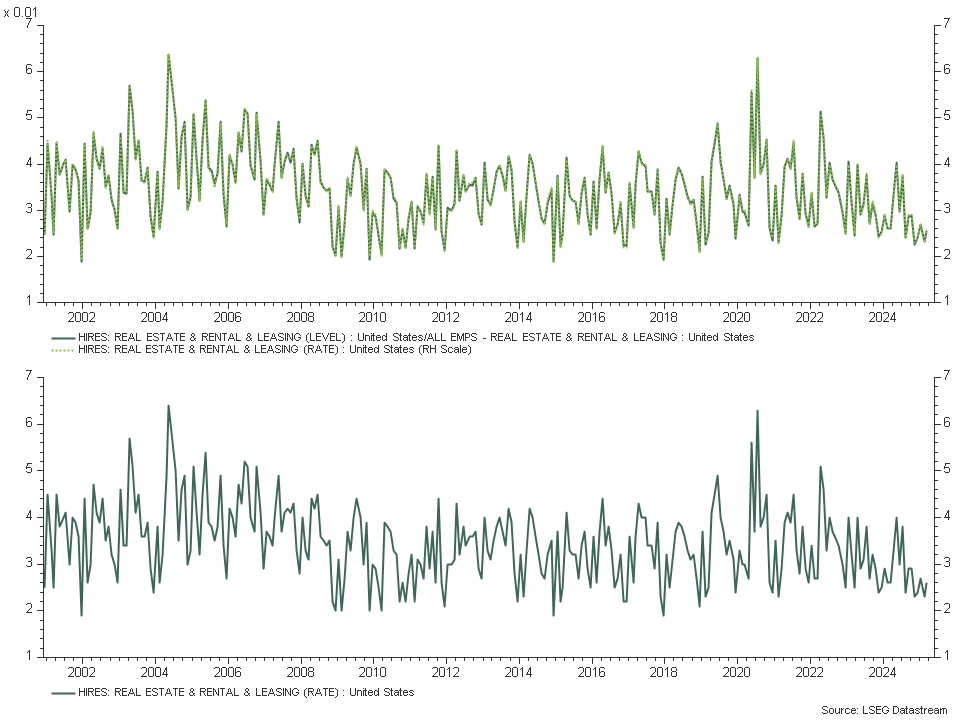 x 0.01
7 7
6 6
5 5
4 4
3 3
2 2
1 1
2002 2004 2006 2008 2010 2012 2014 2016 2018 2020 2022 2024
HIRES: REAL ESTATE & RENTAL & LEASING (LEVEL) : United States/ALL EMPS - REAL ESTATE & RENTAL & LEASING : United States
HIRES: REAL ESTATE & RENTAL & LEASING (RATE) : United States (RH Scale)
7 7
6 6
5 5
4 4
3 3
2 2
1 1
2002 2004 2006 2008 2010 2012 2014 2016 2018 2020 2022 2024
HIRES: REAL ESTATE & RENTAL & LEASING (RATE) : United States
Source: LSEG Datastream